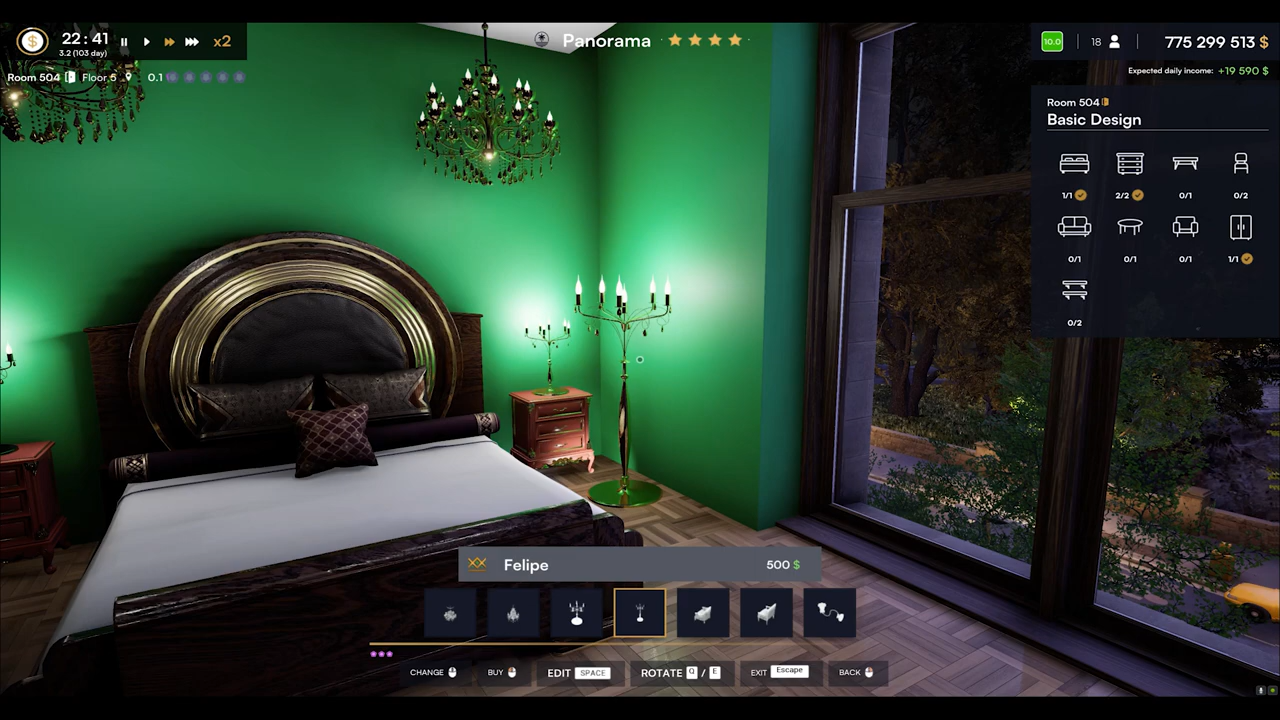 22:41 x2
3.2 (103 day)
Room 504 Floor 5 0.1
Panorama
10.0 18 775 299 513 $
Expected daily income: +19 590 $
Room 504
Basic Design
1/1 2/2 0/1 0/2
0/1 0/1 0/1 1/1
0/2
Felipe 500 $
CHANGE BUY EDIT SPACE ROTATE Q / E EXIT Escape BACK